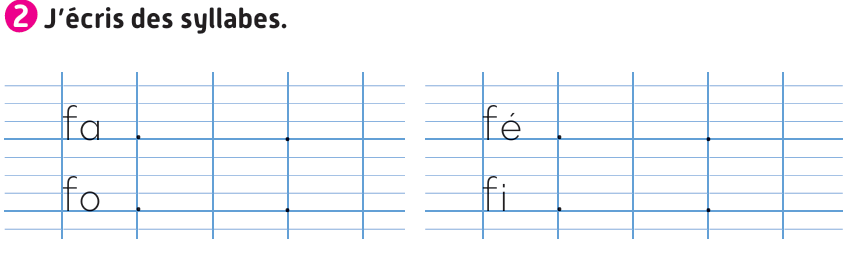 2 J'écris des syllabes.
fa . . fé . .
fo . . fi . .